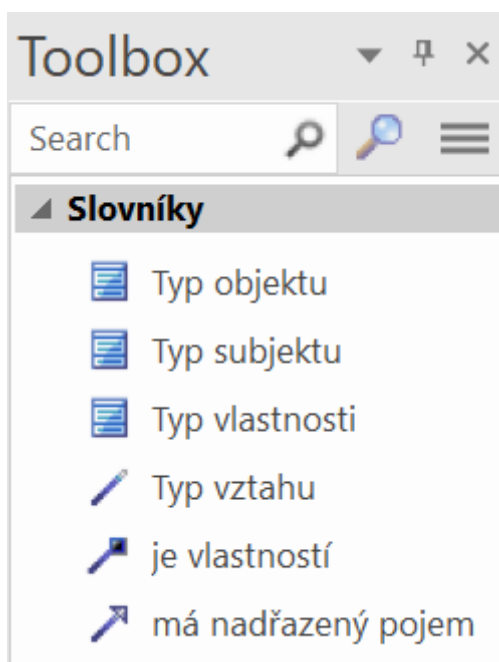 Toolbox
Search
Slovníky
Typ objektu
Typ subjektu
Typ vlastnosti
Typ vztahu
je vlastností
má nadřazený pojem